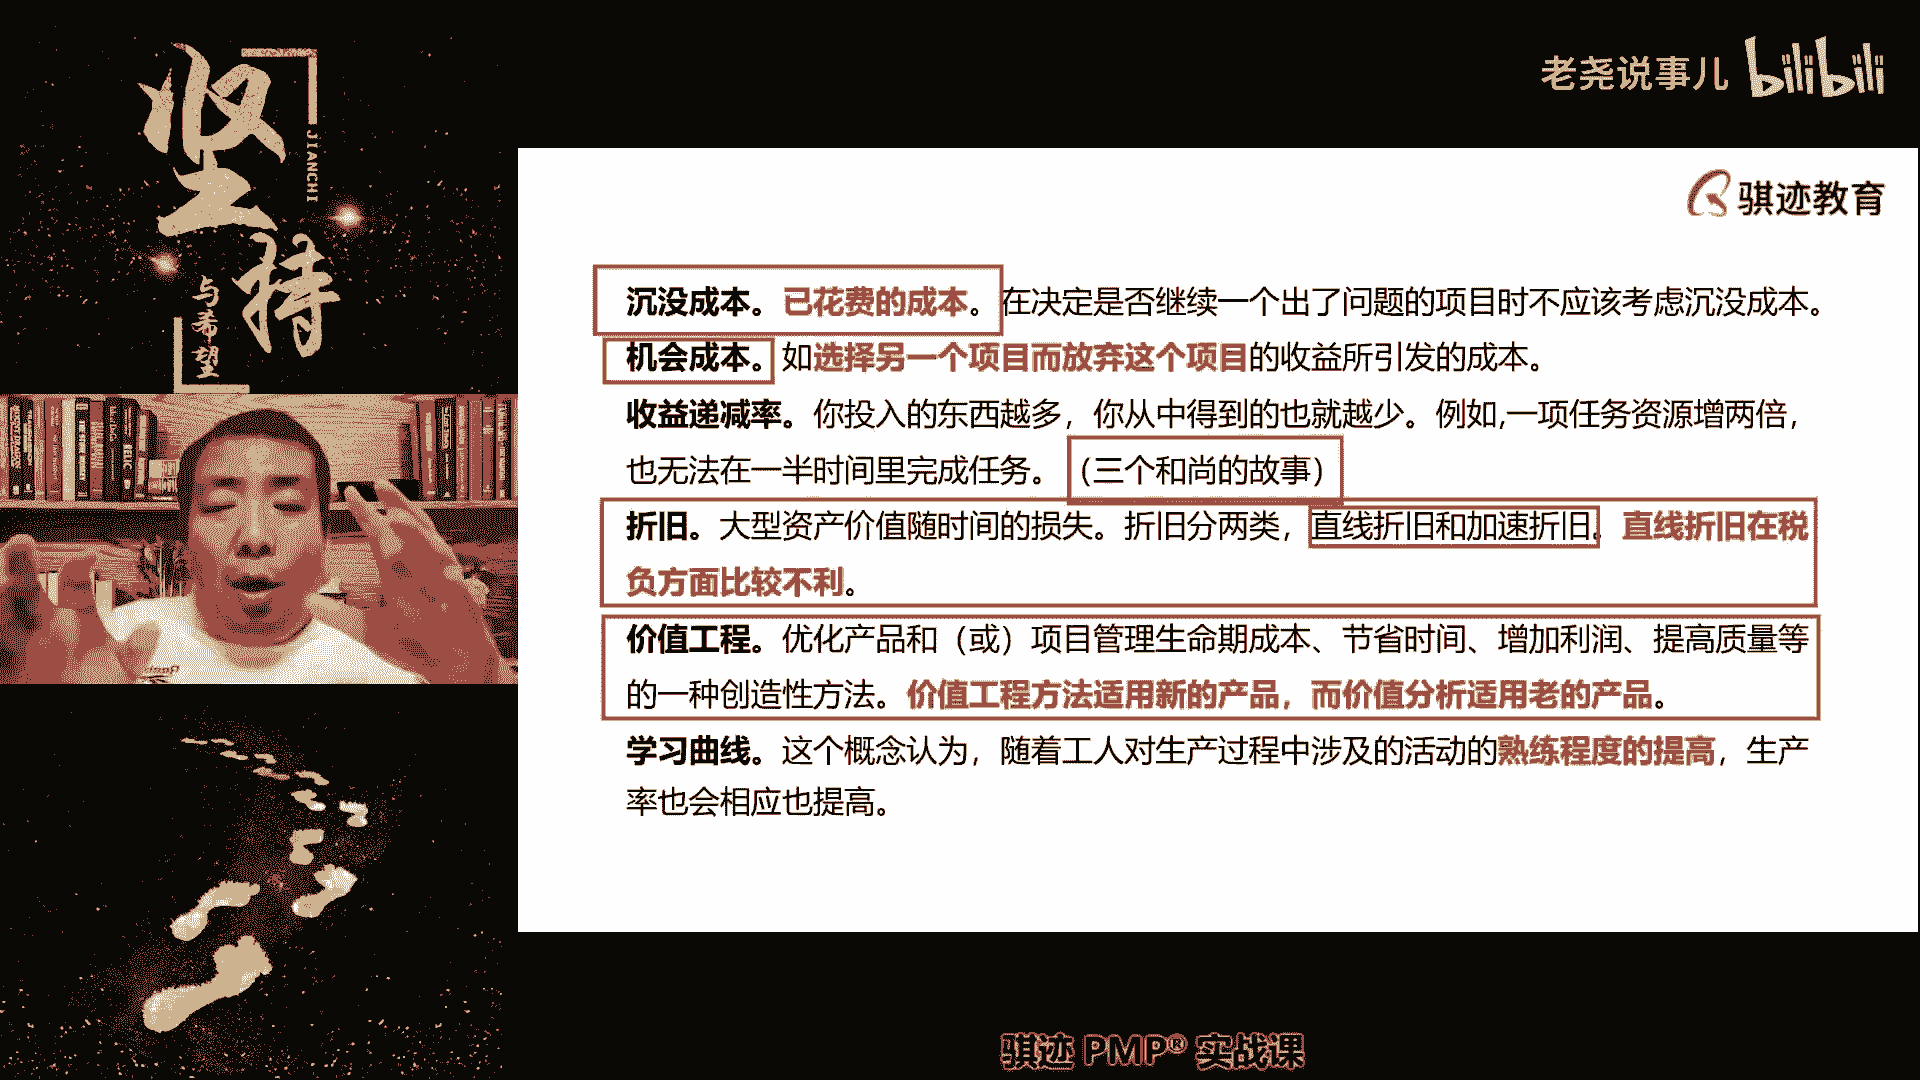 坚持
JIANCHI
与希望
老尧说事儿 bilibili
骐迹教育
沉没成本。已花费的成本。在决定是否继续一个出了问题的项目时不应该考虑沉没成本。
机会成本。如选择另一个项目而放弃这个项目的收益所引发的成本。
收益递减率。你投入的东西越多，你从中得到的也就越少。例如,一项任务资源增两倍，
也无法在一半时间里完成任务。（三个和尚的故事）
折旧。大型资产价值随时间的损失。折旧分两类，直线折旧和加速折旧。直线折旧在税
负方面比较不利。
价值工程。优化产品和（或）项目管理生命期成本、节省时间、增加利润、提高质量等
的一种创造性方法。价值工程方法适用新的产品，而价值分析适用老的产品。
学习曲线。这个概念认为，随着工人对生产过程中涉及的活动的熟练程度的提高，生产
率也会相应也提高。
骐迹 PMP® 实战课